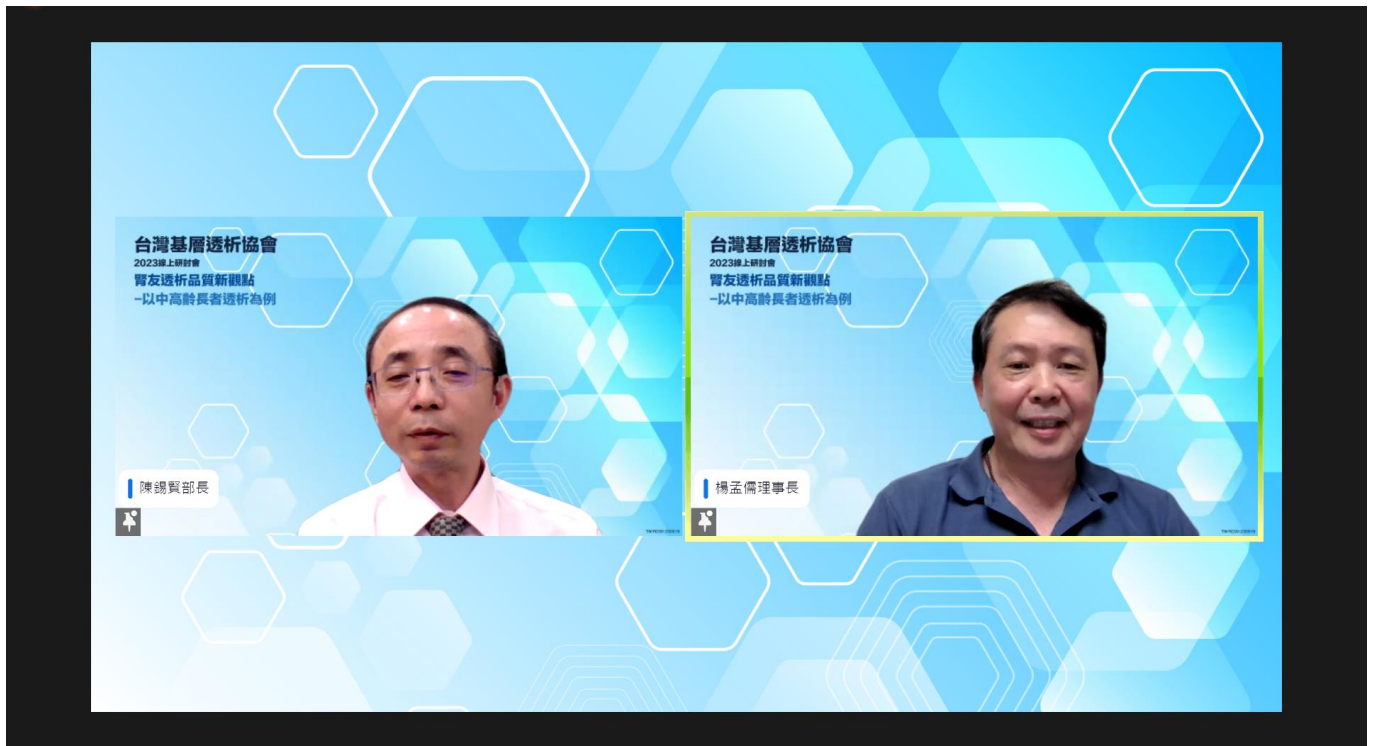 台灣基層透析協會
2023線上研討會
腎友透析品質新觀點
–以中高齡長者透析為例
陳錫賢部長
台灣基層透析協會
2023線上研討會
腎友透析品質新觀點
–以中高齡長者透析為例
楊孟儒理事長